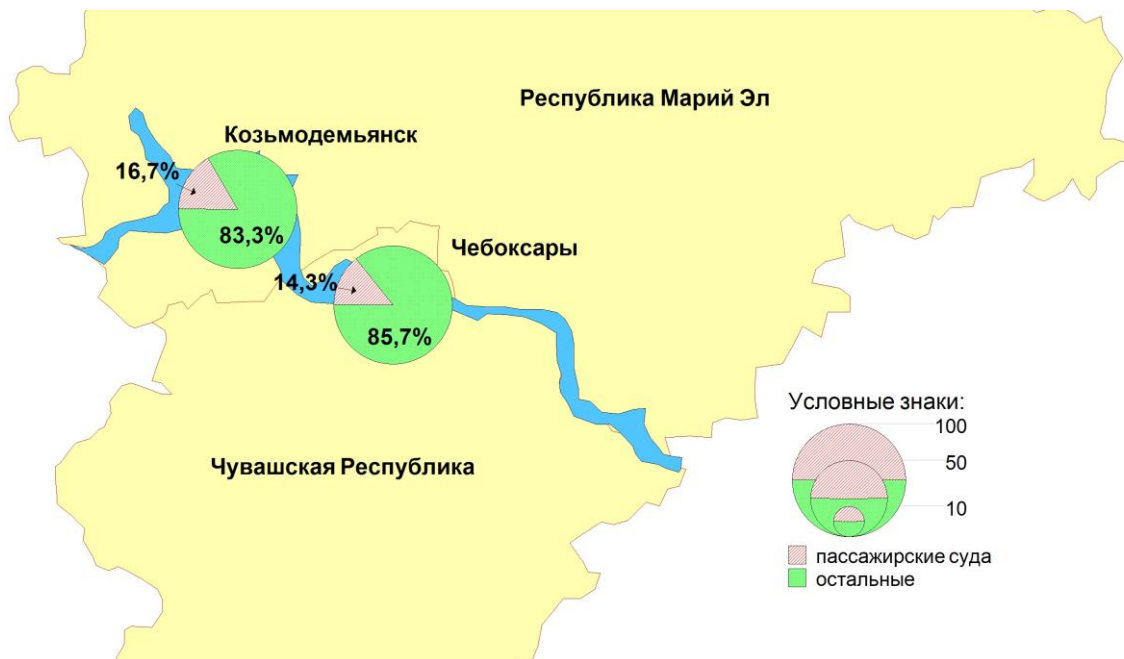 Республика Марий Эл
Козьмодемьянск
16,7%
83,3%
Чебоксары
14,3%
85,7%
Условные знаки:
100
50
10
Чувашская Республика
пассажирские суда
остальные